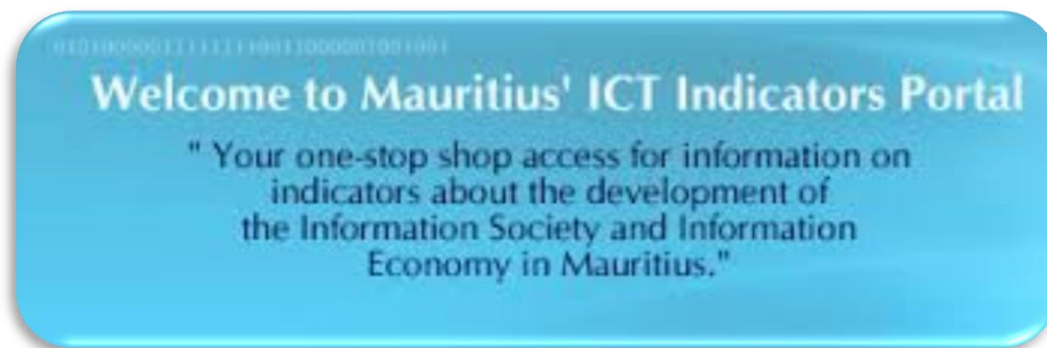 Welcome to Mauritius' ICT Indicators Portal
" Your one-stop shop access for information on
indicators about the development of
the Information Society and Information
Economy in Mauritius."